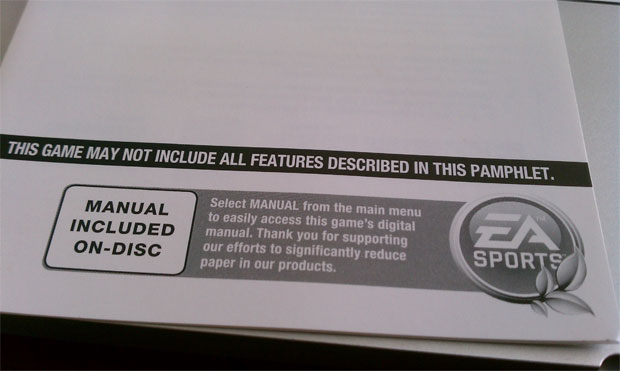 THIS GAME MAY NOT INCLUDE ALL FEATURES DESCRIBED IN THIS PAMPHLET.
MANUAL
INCLUDED
ON-DISC
Select MANUAL from the main menu
to easily access this game's digital
manual. Thank you for supporting
our efforts to significantly reduce
paper in our products.
EA™
SPORTS